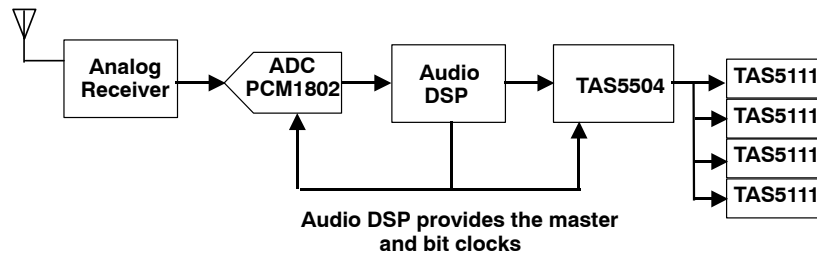 Analog
Receiver
ADC
PCM1802
Audio
DSP
TAS5504
TAS5111
TAS5111
TAS5111
TAS5111
Audio DSP provides the master
and bit clocks